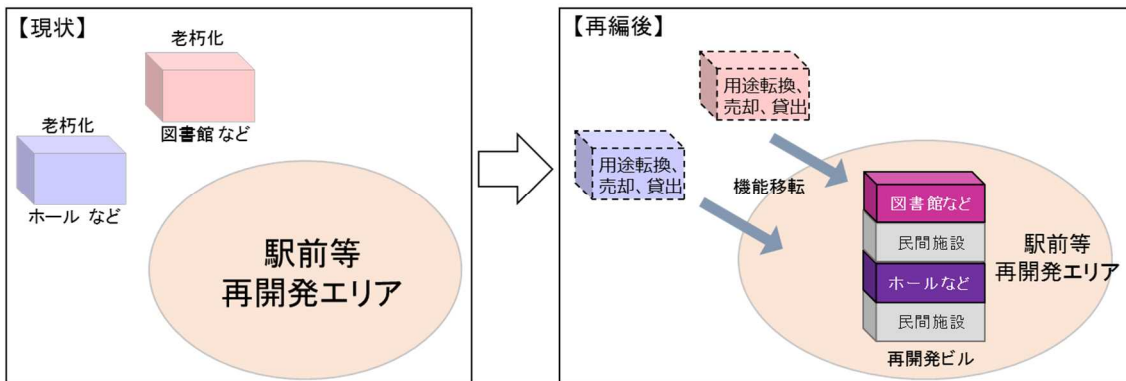 【現状】
老朽化
図書館 など
老朽化
ホール など
駅前等
再開発エリア
【再編後】
用途転換、
売却、貸出
用途転換、
売却、貸出
機能移転
図書館など
民間施設
ホールなど
民間施設
再開発ビル
駅前等
再開発エリア